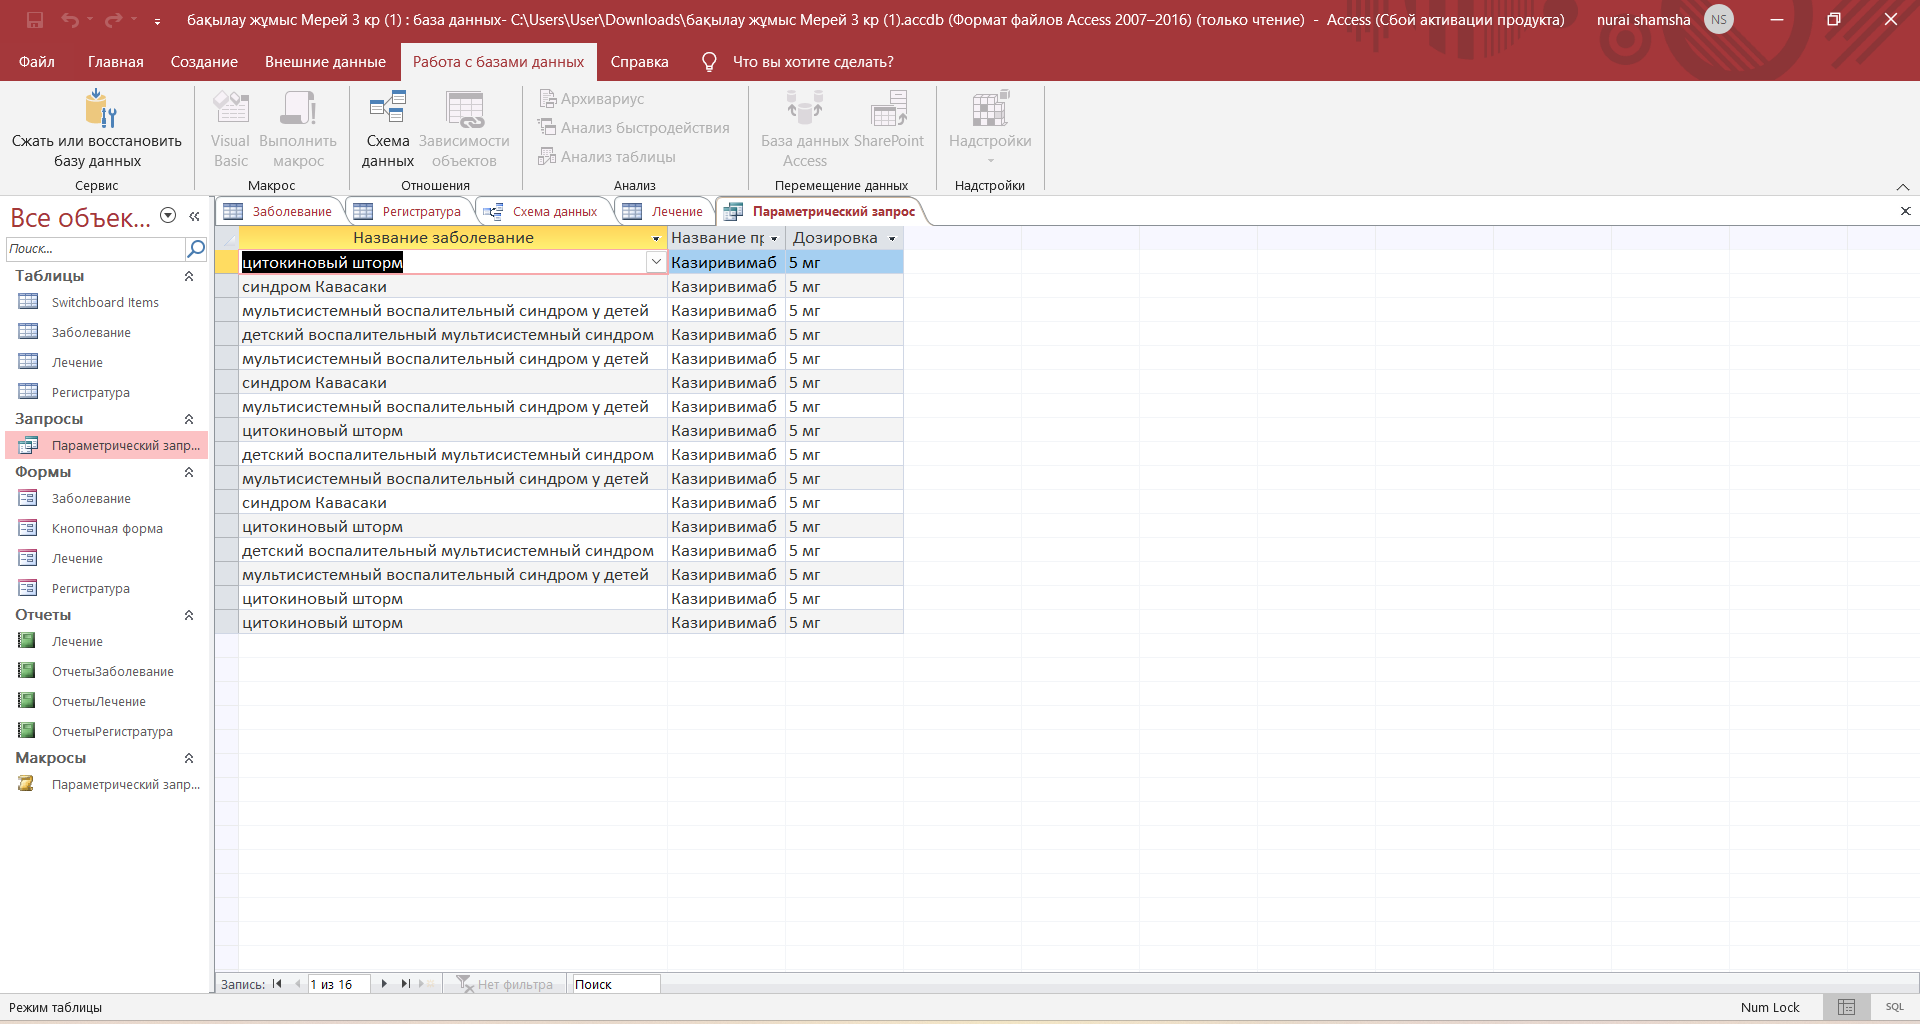 бақылау жұмыс Мерей 3 кр (1) : база данных- C:\Users\User\Downloads\бақылау жұмыс Мерей 3 кр (1).accdb (Формат файлов Access 2007–2016) (только чтение) - Access (Сбой активации продукта)
nurai shamsha
NS
Файл
Главная
Создание
Внешние данные
Работа с базами данных
Справка
Что вы хотите сделать?
Сжать или восстановить
базу данных
Сервис
Visual
Basic
Выполнить
макрос
Макрос
Схема
данных
Зависимости
объектов
Отношения
Архивариус
Анализ быстродействия
Анализ таблицы
Анализ
База данных
Access
SharePoint
Перемещение данных
Надстройки
Надстройки
Все объек...
Поиск...
Таблицы
Switchboard Items
Заболевание
Лечение
Регистратура
Запросы
Параметрический запр...
Формы
Заболевание
Кнопочная форма
Лечение
Регистратура
Отчеты
Лечение
ОтчетыЗаболевание
ОтчетыЛечение
ОтчетыРегистратура
Макросы
Параметрический запр...
Заболевание
Регистратура
Схема данных
Лечение
Параметрический запрос
Название заболевание Название пр Дозировка
цитокиновый шторм Казиривимаб 5 мг
синдром Кавасаки Казиривимаб 5 мг
мультисистемный воспалительный синдром у детей Казиривимаб 5 мг
детский воспалительный мультисистемный синдром Казиривимаб 5 мг
мультисистемный воспалительный синдром у детей Казиривимаб 5 мг
синдром Кавасаки Казиривимаб 5 мг
мультисистемный воспалительный синдром у детей Казиривимаб 5 мг
цитокиновый шторм Казиривимаб 5 мг
детский воспалительный мультисистемный синдром Казиривимаб 5 мг
мультисистемный воспалительный синдром у детей Казиривимаб 5 мг
синдром Кавасаки Казиривимаб 5 мг
цитокиновый шторм Казиривимаб 5 мг
детский воспалительный мультисистемный синдром Казиривимаб 5 мг
мультисистемный воспалительный синдром у детей Казиривимаб 5 мг
цитокиновый шторм Казиривимаб 5 мг
цитокиновый шторм Казиривимаб 5 мг
Запись: 1 из 16 Нет фильтра Поиск
Режим таблицы
Num Lock
SQL